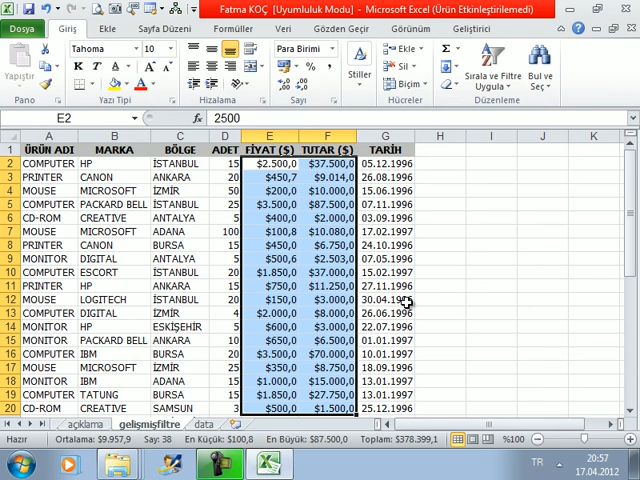 Fatma KOÇ [Uyumluluk Modu] - Microsoft Excel (Ürün Etkinleştirilemedi)
Dosya Giriş Ekle Sayfa Düzeni Formüller Veri Gözden Geçir Görünüm Geliştirici
Yapıştır Tahoma 10 Para Birimi Stiller Ekle Sil Biçim Sırala ve Filtre Uygula Bul ve Seç
K T A
Pano Yazı Tipi Hizalama Sayı Hücreler Düzenleme
E2 fx 2500
A B C D E F G H I J K
1 ÜRÜN ADI MARKA BÖLGE ADET FİYAT ($) TUTAR ($) TARİH
2 COMPUTER HP İSTANBUL 15 $2.500,0 $37.500,0 05.12.1996
3 PRINTER CANON ANKARA 20 $450,7 $9.014,0 26.08.1996
4 MOUSE MICROSOFT İZMİR 50 $200,0 $10.000,0 15.06.1996
5 COMPUTER PACKARD BELL İSTANBUL 25 $3.500,0 $87.500,0 07.11.1996
6 CD-ROM CREATIVE ANTALYA 5 $400,0 $2.000,0 03.09.1996
7 MOUSE MICROSOFT ADANA 100 $100,8 $10.080,0 17.02.1997
8 PRINTER CANON BURSA 15 $450,0 $6.750,0 24.10.1996
9 MONITOR DIGITAL ANTALYA 5 $500,6 $2.503,0 07.05.1996
10 COMPUTER ESCORT İSTANBUL 20 $1.850,0 $37.000,0 15.02.1997
11 PRINTER HP ANKARA 15 $750,0 $11.250,0 27.11.1996
12 MOUSE LOGITECH İSTANBUL 20 $150,0 $3.000,0 30.04.1996
13 COMPUTER DIGITAL İZMİR 4 $2.000,0 $8.000,0 26.06.1996
14 MONITOR HP ESKİŞEHİR 5 $600,0 $3.000,0 22.07.1996
15 MONITOR PACKARD BELL ANKARA 10 $650,0 $6.500,0 01.01.1997
16 COMPUTER IBM BURSA 20 $3.500,0 $70.000,0 10.01.1997
17 MOUSE MICROSOFT İZMİR 25 $350,0 $8.750,0 18.09.1996
18 MONITOR IBM ADANA 15 $1.000,0 $15.000,0 13.01.1997
19 COMPUTER TATUNG BURSA 15 $1.850,0 $27.750,0 13.01.1997
20 CD-ROM CREATIVE SAMSUN 3 $500,0 $1.500,0 25.12.1996
açıklama gelişmişfiltre data
Hazır Ortalama: $9.957,9 Say: 38 En Küçük: $100,8 En Büyük: $87.500,0 Toplam: $378.399,1 %100
TR 20:57
17.04.2012